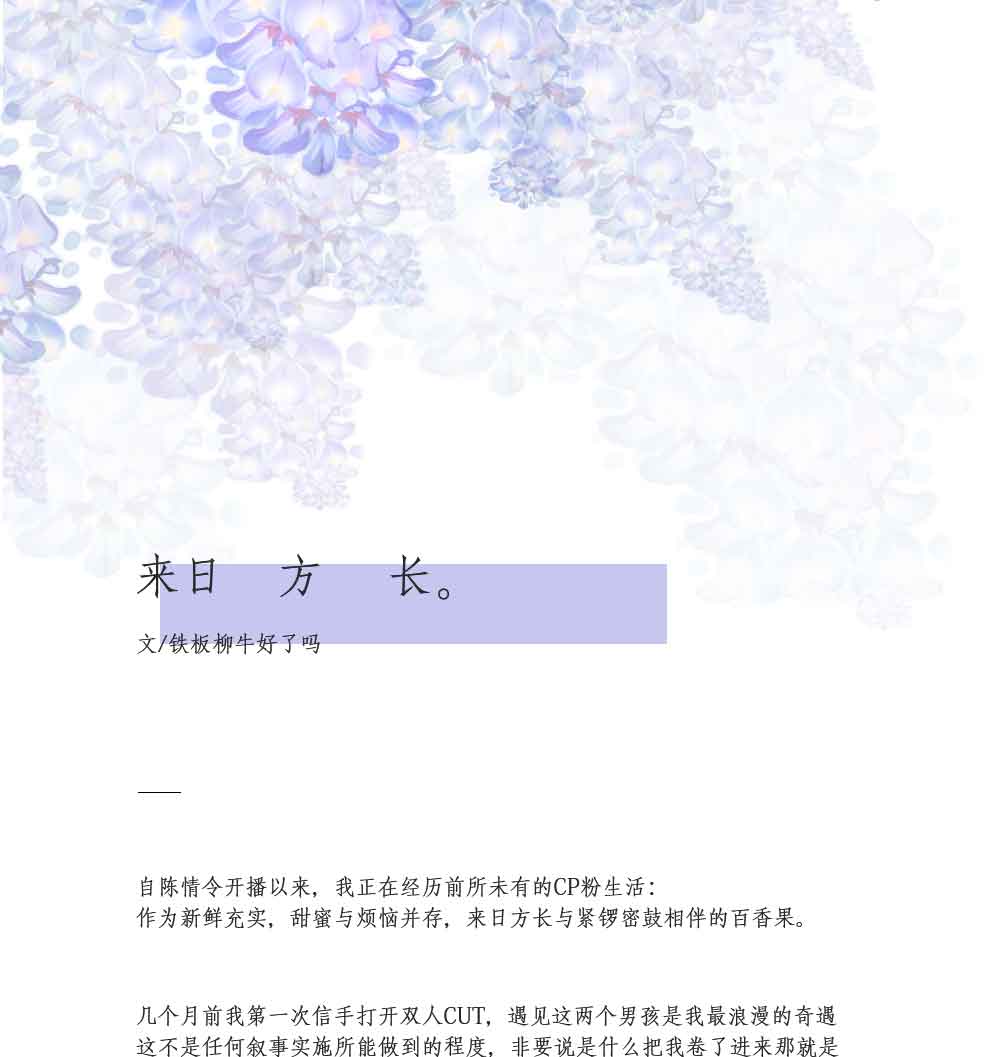 来日 方 长。
文/铁板柳牛好了吗
自陈情令开播以来，我正在经历前所未有的CP粉生活：
作为新鲜充实，甜蜜与烦恼并存，来日方长与紧锣密鼓相伴的百香果。
几个月前我第一次信手打开双人CUT，遇见这两个男孩是我最浪漫的奇遇
这不是任何叙事实施所能做到的程度，非要说是什么把我卷了进来那就是